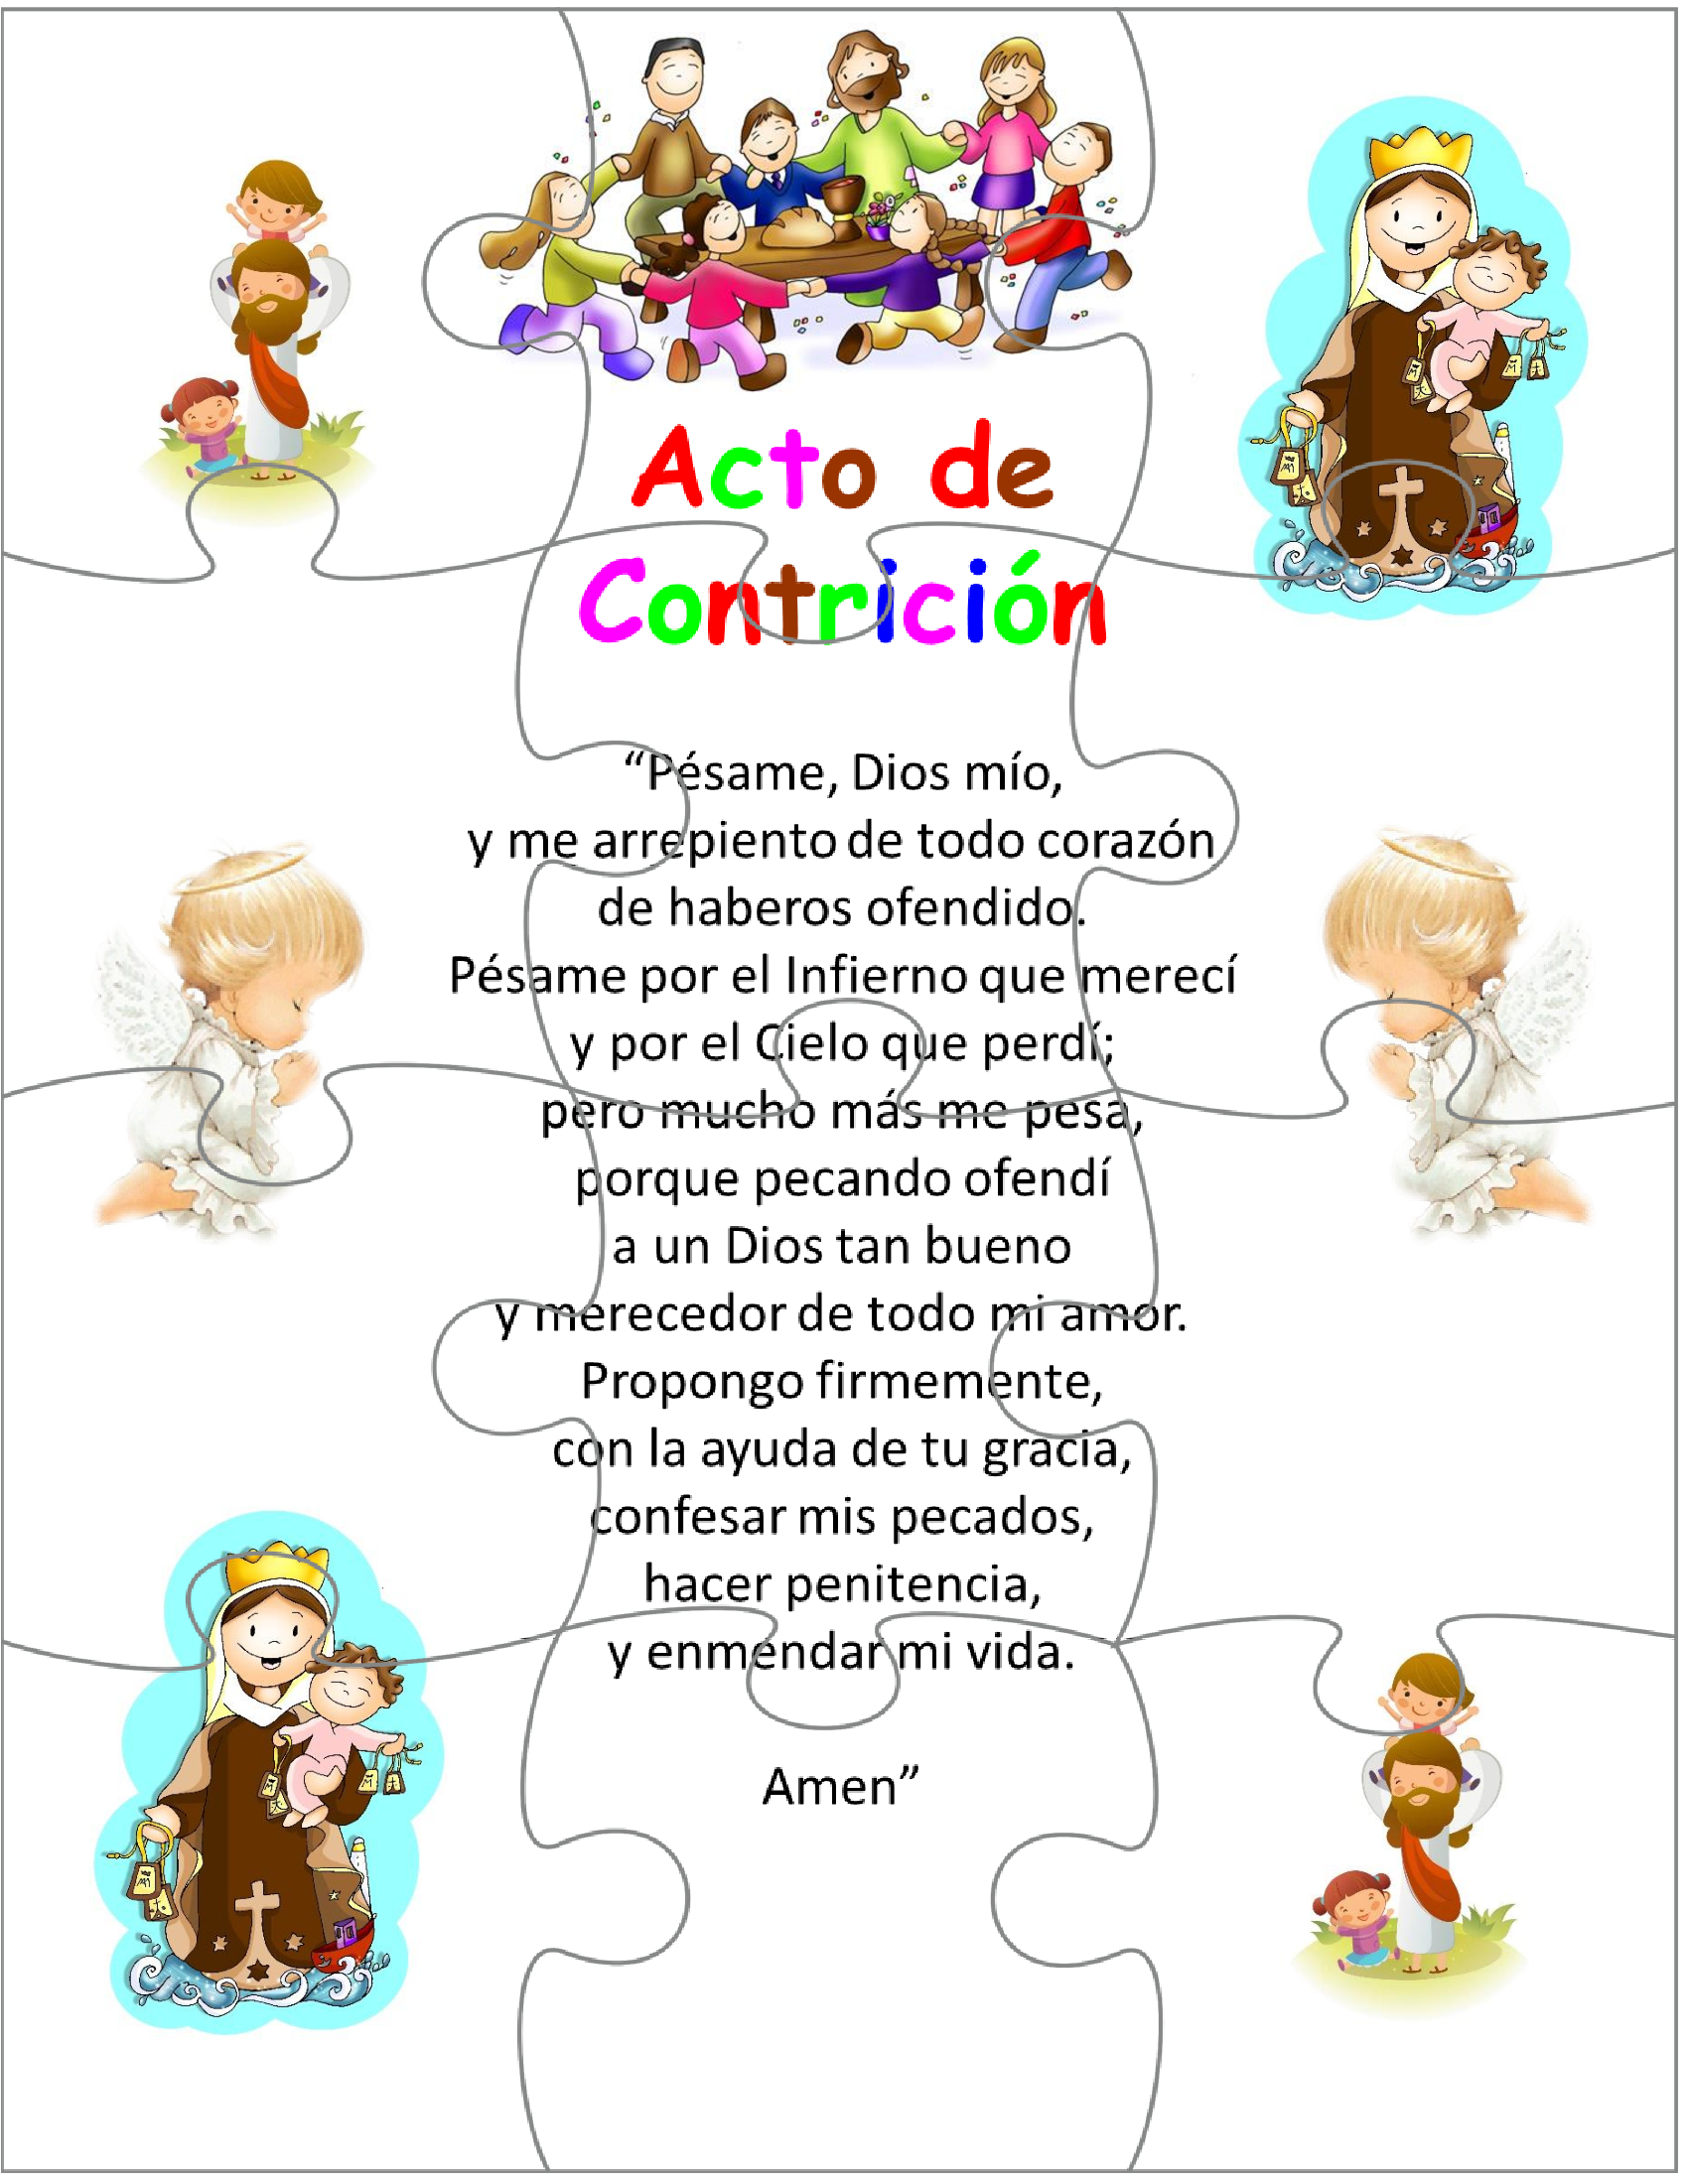 Acto de
Contrición
“Pésame, Dios mío,
y me arrepiento de todo corazón
de haberos ofendido.
Pésame por el Infierno que merecí
y por el Cielo que perdí;
pero mucho más me pesa,
porque pecando ofendí
a un Dios tan bueno
y merecedor de todo mi amor.
Propongo firmemente,
con la ayuda de tu gracia,
confesar mis pecados,
hacer penitencia,
y enmendar mi vida.
Amen”